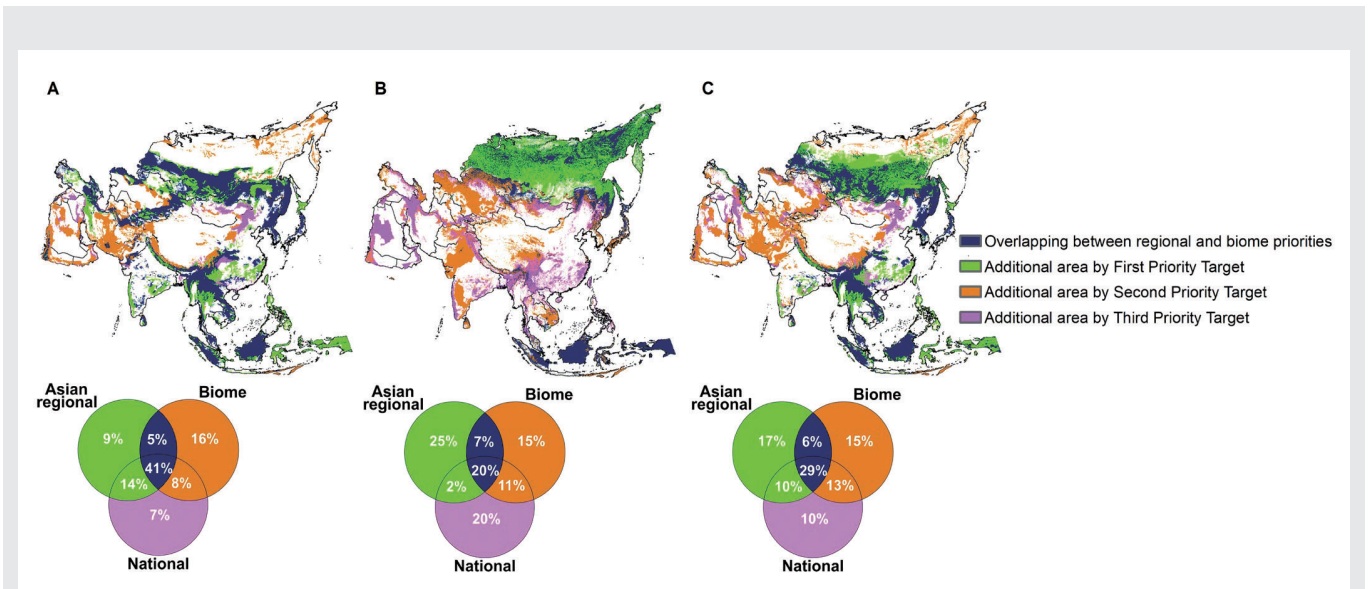 A
B
C
Overlapping between regional and biome priorities
Additional area by First Priority Target
Additional area by Second Priority Target
Additional area by Third Priority Target
Asian
regional
Biome
9%
5%
16%
41%
14%
8%
7%
National
Asian
regional
Biome
25%
7%
15%
20%
2%
11%
20%
National
Asian
regional
Biome
17%
6%
15%
29%
10%
13%
10%
National